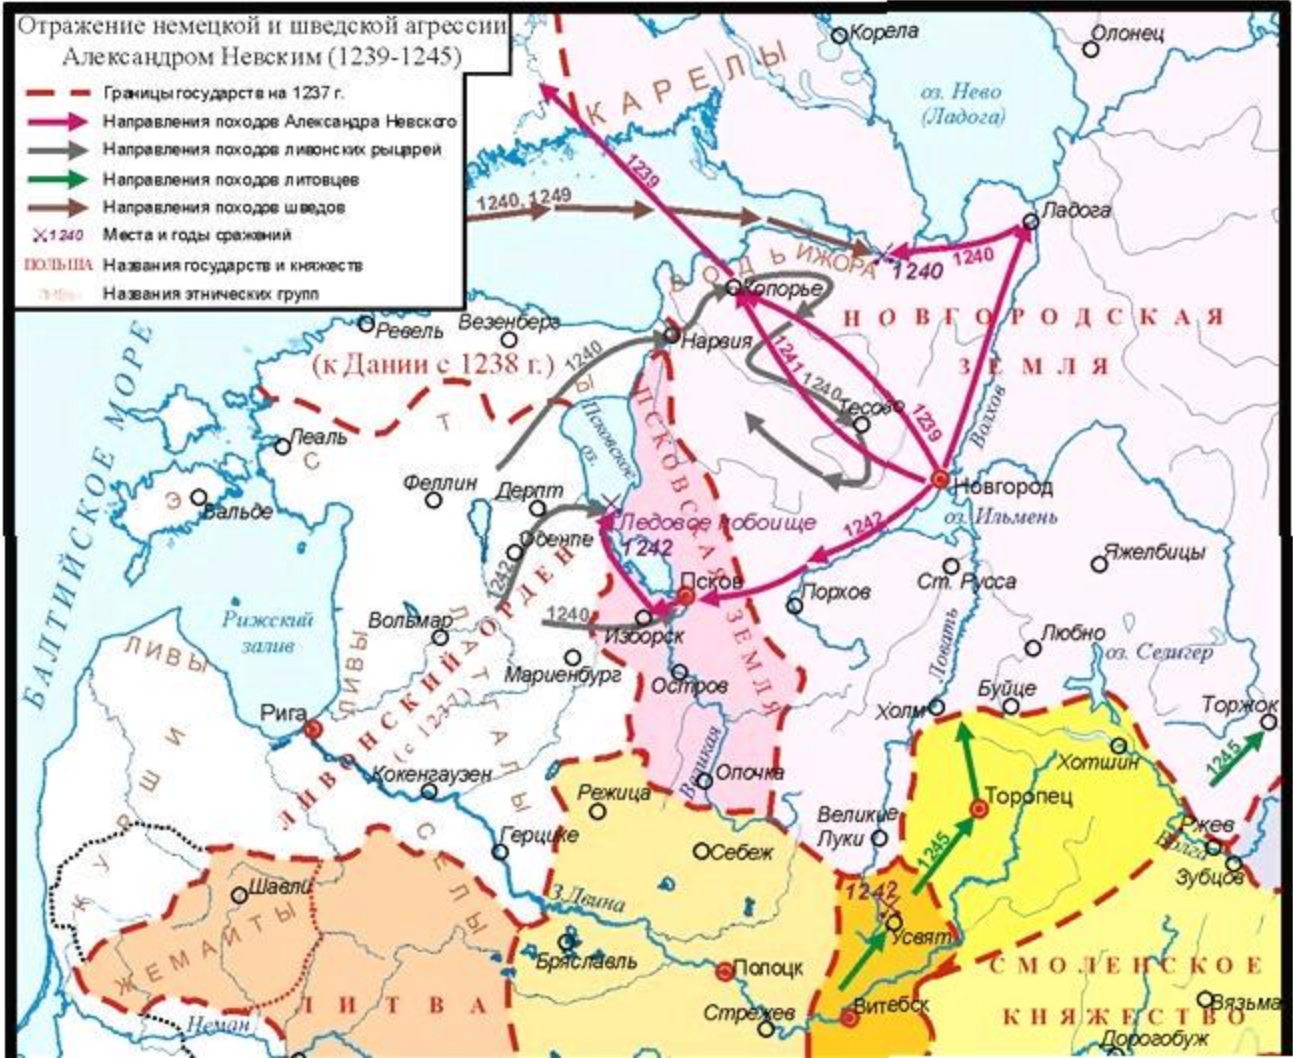 Отражение немецкой и шведской агрессии
Александром Невским (1239-1245)
Границы государств на 1237 г.
Направления походов Александра Невского
Направления походов ливонских рыцарей
Направления походов литовцев
Направления походов шведов
1240 Места и годы сражений
ПОЛЬША Названия государств и княжеств
Названия этнических групп
Корела
Олонец
КАРЕЛЫ
оз. Нево
(Ладога)
1239
1240, 1249
Ладога
1240
1240
ВОДЬ
ИЖОРА
Копорье
НОВГОРОДСКАЯ
ЗЕМЛЯ
Ревель
Везенберг
Нарвия
(к Дании с 1238 г.)
1240
1241
1240
Тесово
1239
Волхов
БАЛТИЙСКОЕ МОРЕ
Леаль
ЭСТЫ
Псковское
оз.
ПСКОВСКАЯ ЗЕМЛЯ
Вальде
Феллин
Дерпт
Новгород
оз. Ильмень
Ледовое побоище
1242
1242
Оденпе
1242
Псков
Порхов
Ст. Русса
Яжелбицы
Рижский
залив
Вольмар
1240
Изборск
Любно
Ловать
оз. Селигер
ЛИВЫ
ЛИВЫ
ЛАТГАЛЫ
Мариенбург
Остров
Холм
Буйце
Торжок
Рига
ЛИВОНСКИЙ ОРДЕН
(с 1237)
Великая
Опочка
Хотшин
1245
Кокенгаузен
Режица
Торопец
КУРШИ
СЕЛЫ
Герцике
Себеж
Великие
Луки
1245
Ржев
Волга
Зубцов
Шавли
З.Двина
1242
Усвят
ЖЕМАЙТЫ
Бряславль
Полоцк
СМОЛЕНСКОЕ
КНЯЖЕСТВО
ЛИТВА
Неман
Стрежев
Витебск
Вязьма
Дорогобуж